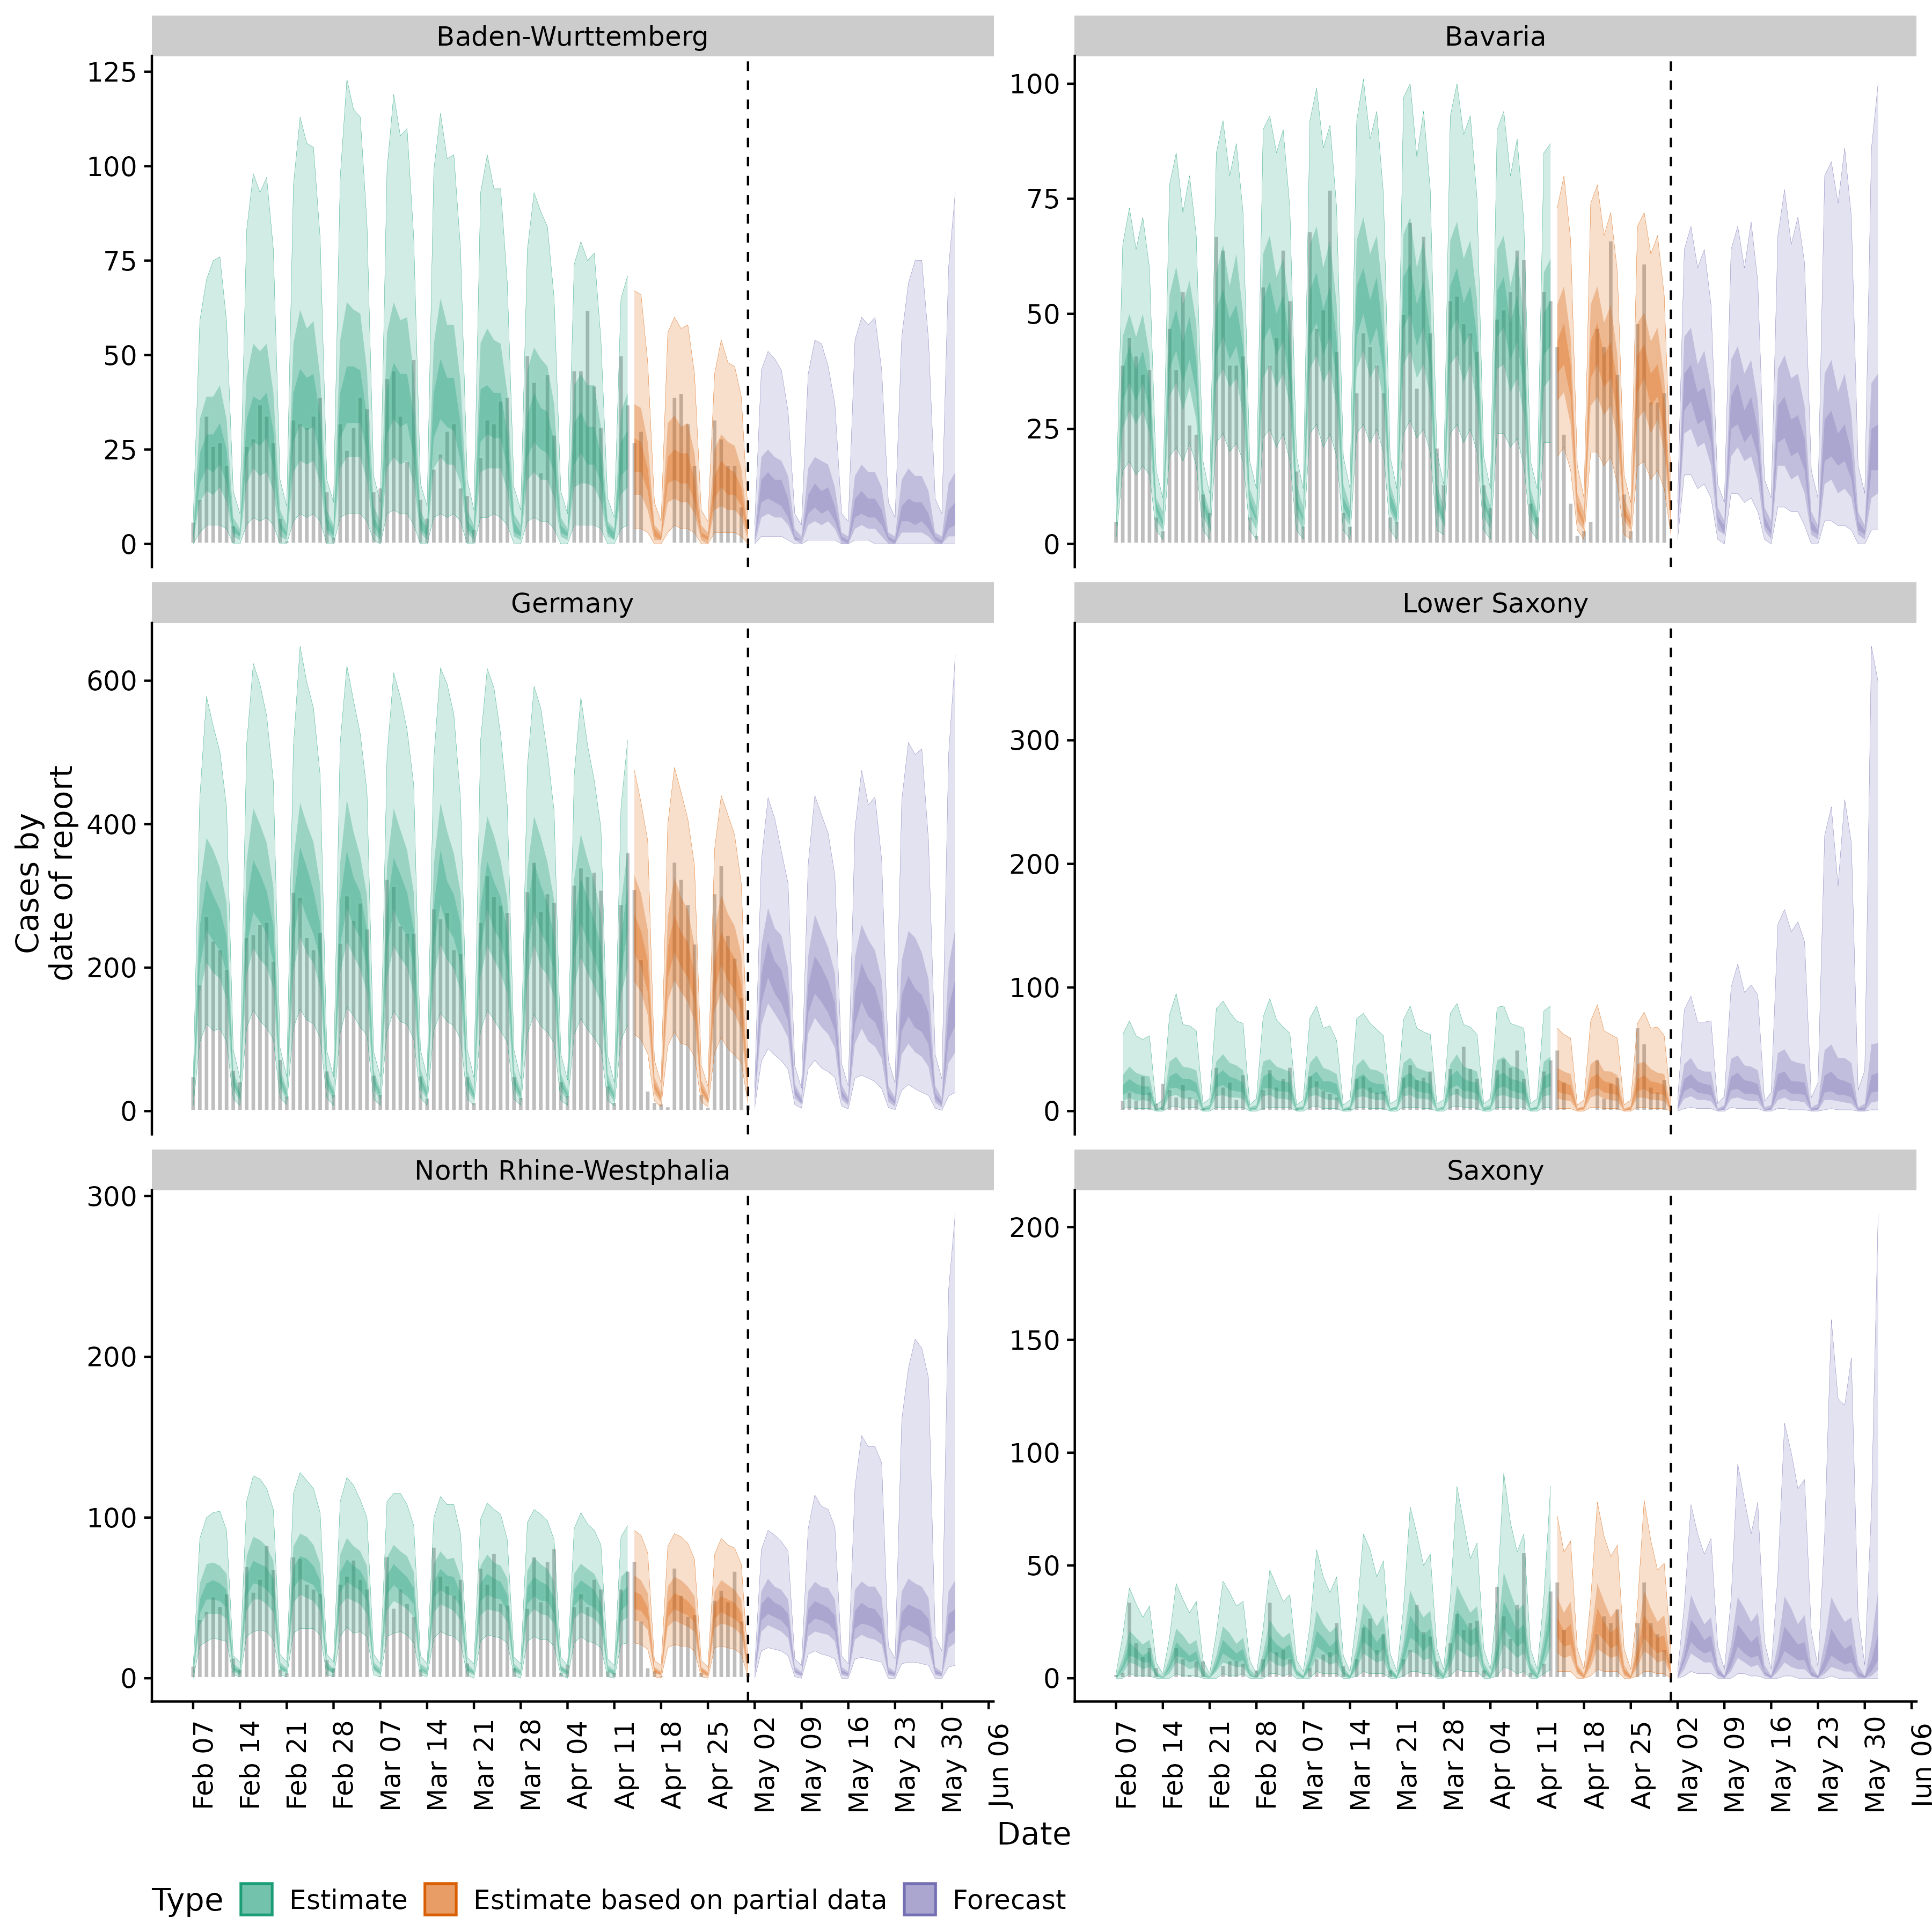 Baden-Wurttemberg
Bavaria
125
100
75
50
25
0
100
75
50
25
0
Germany
Lower Saxony
600
400
200
0
300
200
100
0
Cases by
date of report
North Rhine-Westphalia
Saxony
300
200
100
0
200
150
100
50
0
Feb 07
Feb 14
Feb 21
Feb 28
Mar 07
Mar 14
Mar 21
Mar 28
Apr 04
Apr 11
Apr 18
Apr 25
May 02
May 09
May 16
May 23
May 30
Jun 06
Feb 07
Feb 14
Feb 21
Feb 28
Mar 07
Mar 14
Mar 21
Mar 28
Apr 04
Apr 11
Apr 18
Apr 25
May 02
May 09
May 16
May 23
May 30
Jun 06
Date
Type Estimate Estimate based on partial data Forecast